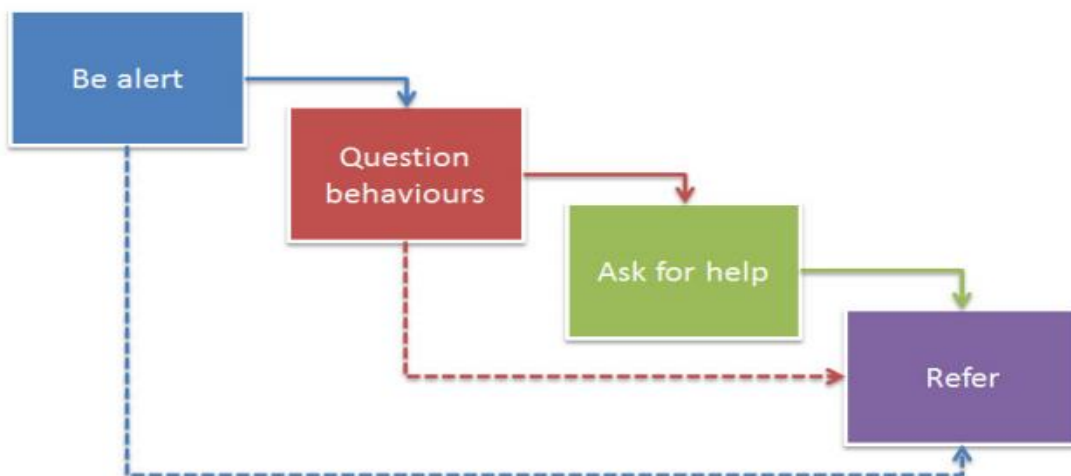 Be alert
Question
behaviours
Ask for help
Refer